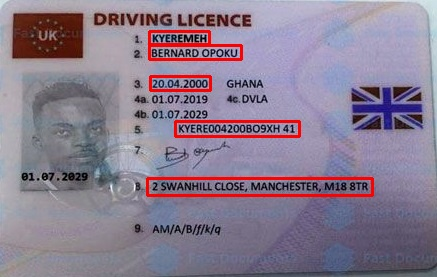 DRIVING LICENCE
UK
1. KYEREMEH
2. BERNARD OPOKU
3. 20.04.2000 GHANA
4a. 01.07.2019 4c. DVLA
4b. 01.07.2029
5. KYERE004200BO9XH 41
7.
01.07.2029
8. 2 SWANHILL CLOSE, MANCHESTER, M18 8TR
9. AM/A/B/f/k/q
Fast Documents